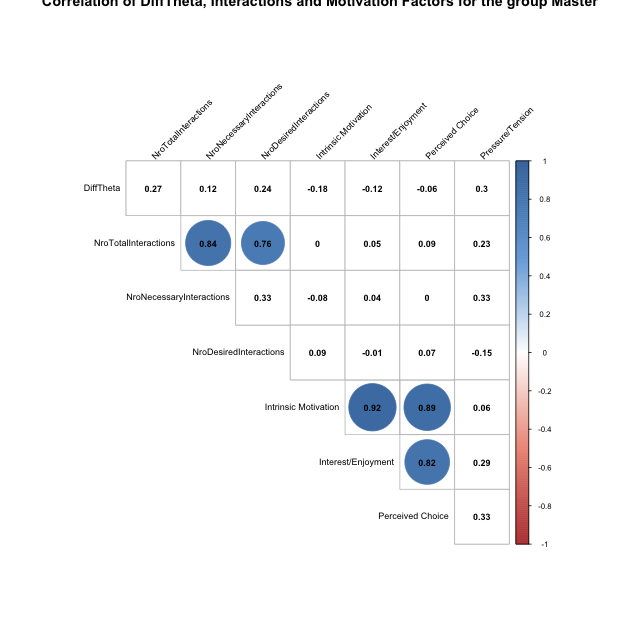 Correlation of DiffTheta, Interactions and Motivation Factors for the group Master
NroTotalInteractions
NroNecessaryInteractions
NroDesiredInteractions
Intrinsic Motivation
Interest/Enjoyment
Perceived Choice
Pressure/Tension
DiffTheta 0.27 0.12 0.24 -0.18 -0.12 -0.06 0.3
NroTotalInteractions 0.84 0.76 0 0.05 0.09 0.23
NroNecessaryInteractions 0.33 -0.08 0.04 0 0.33
NroDesiredInteractions 0.09 -0.01 0.07 -0.15
Intrinsic Motivation 0.92 0.89 0.06
Interest/Enjoyment 0.82 0.29
Perceived Choice 0.33
1
0.8
0.6
0.4
0.2
0
-0.2
-0.4
-0.6
-0.8
-1